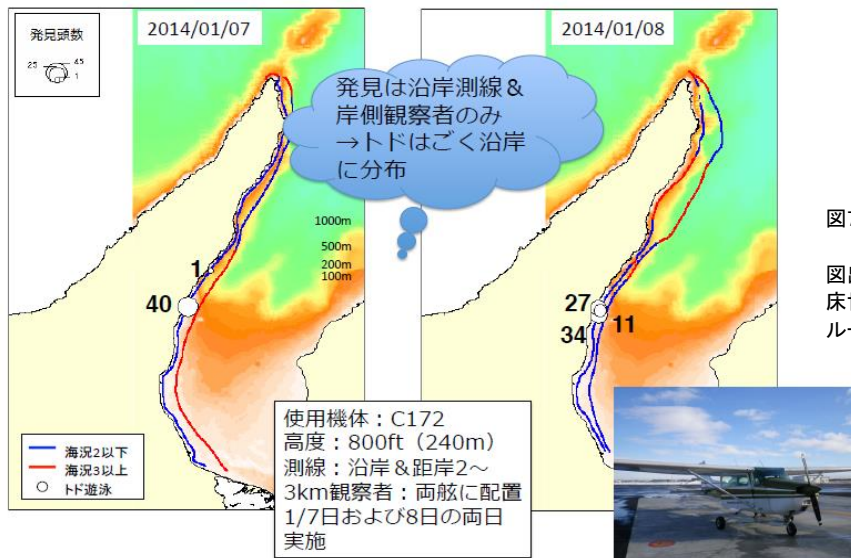 発見頭数
25
45
1
2014/01/07
2014/01/08
発見は沿岸測線＆
岸側観察者のみ
→トドはごく沿岸
に分布
1000m
500m
200m
100m
1
40
27
34
11
海況2以下
海況3以上
トド遊泳
使用機体：C172
高度：800ft（240m）
測線：沿岸＆距岸2～
3km観察者：両舷に配置
1/7日および8日の両日
実施
図
図
床
ル